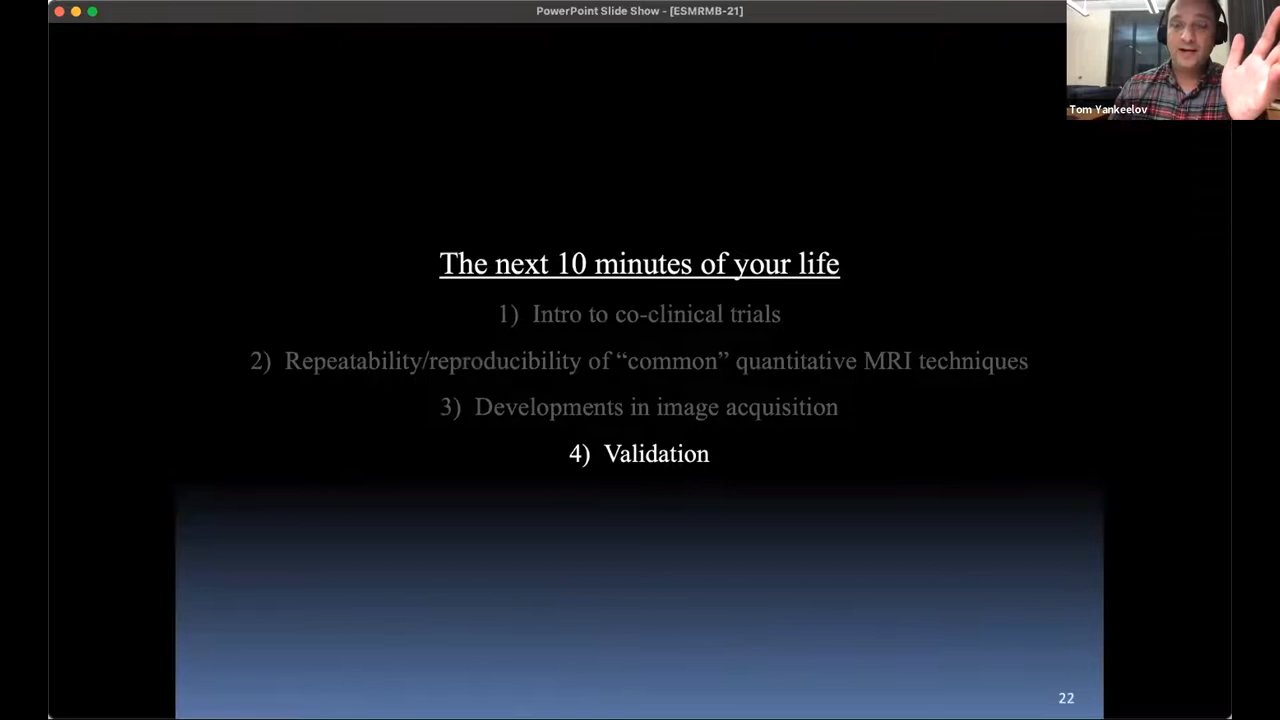 PowerPoint Slide Show - [ESMRMB-21]
Tom Yankeelov
The next 10 minutes of your life
1) Intro to co-clinical trials
2) Repeatability/reproducibility of “common” quantitative MRI techniques
3) Developments in image acquisition
4) Validation
22